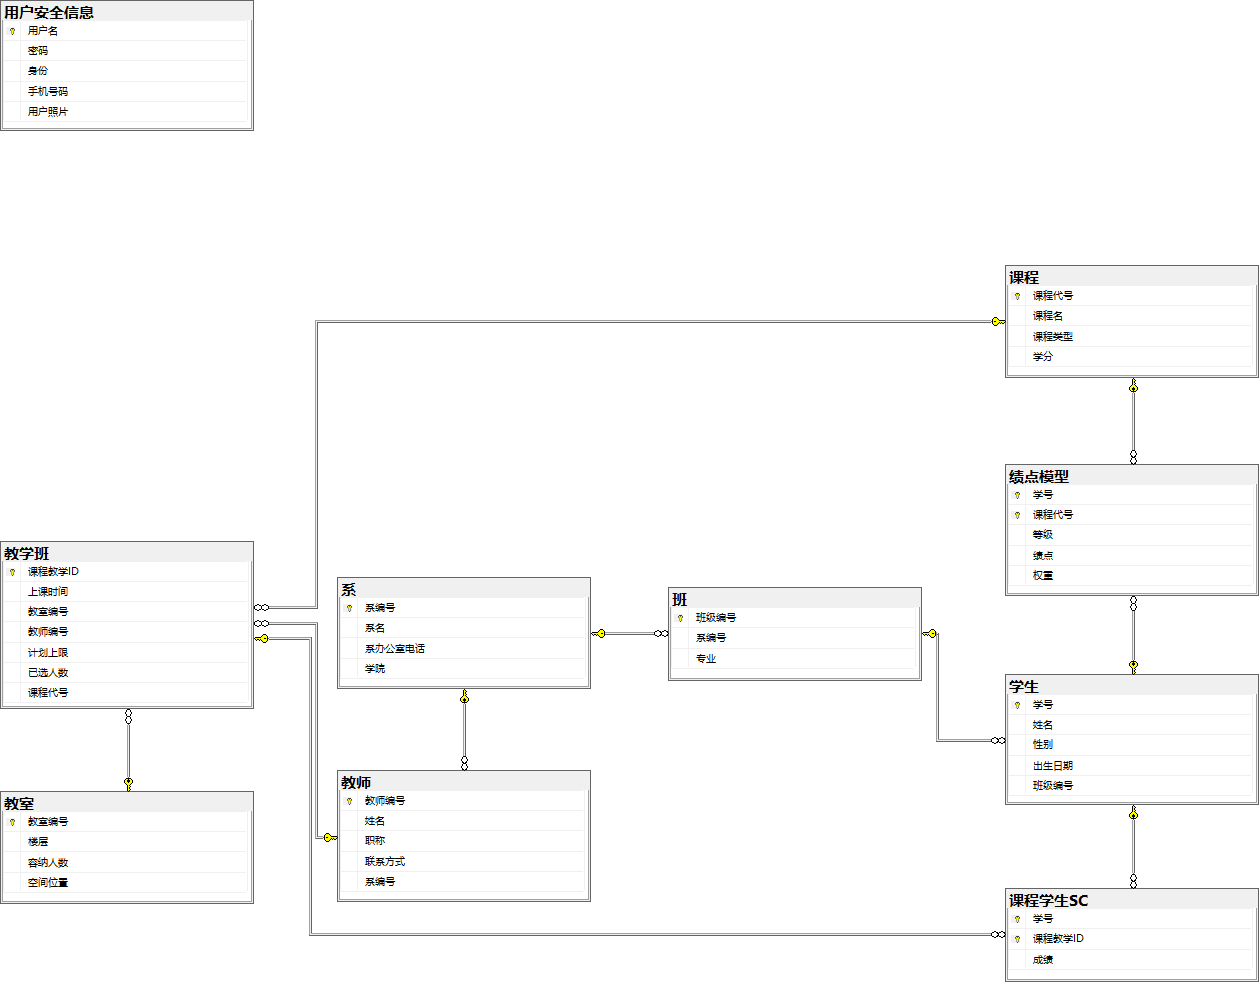 用户安全信息
用户名
密码
身份
手机号码
用户照片
课程
课程代号
课程名
课程类型
学分
绩点模型
学号
课程代号
等级
绩点
权重
教学班
课程教学ID
上课时间
教室编号
教师编号
计划上限
已选人数
课程代号
系
系编号
系名
系办公室电话
学院
班
班级编号
系编号
专业
学生
学号
姓名
性别
出生日期
班级编号
教师
教师编号
姓名
职称
联系方式
系编号
教室
教室编号
楼层
容纳人数
空间位置
课程学生SC
学号
课程教学ID
成绩